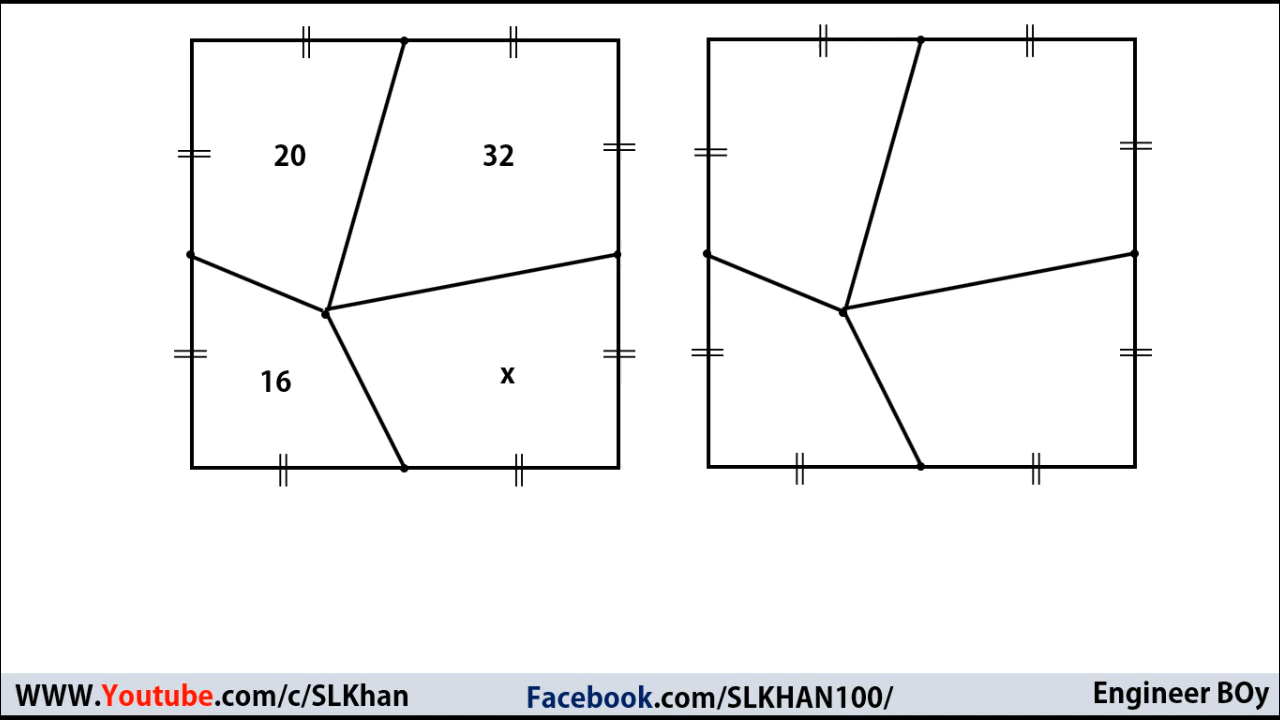 20
32
16
x
WWW.Youtube.com/c/SLKhan
Facebook.com/SLKHAN100/
Engineer BOy